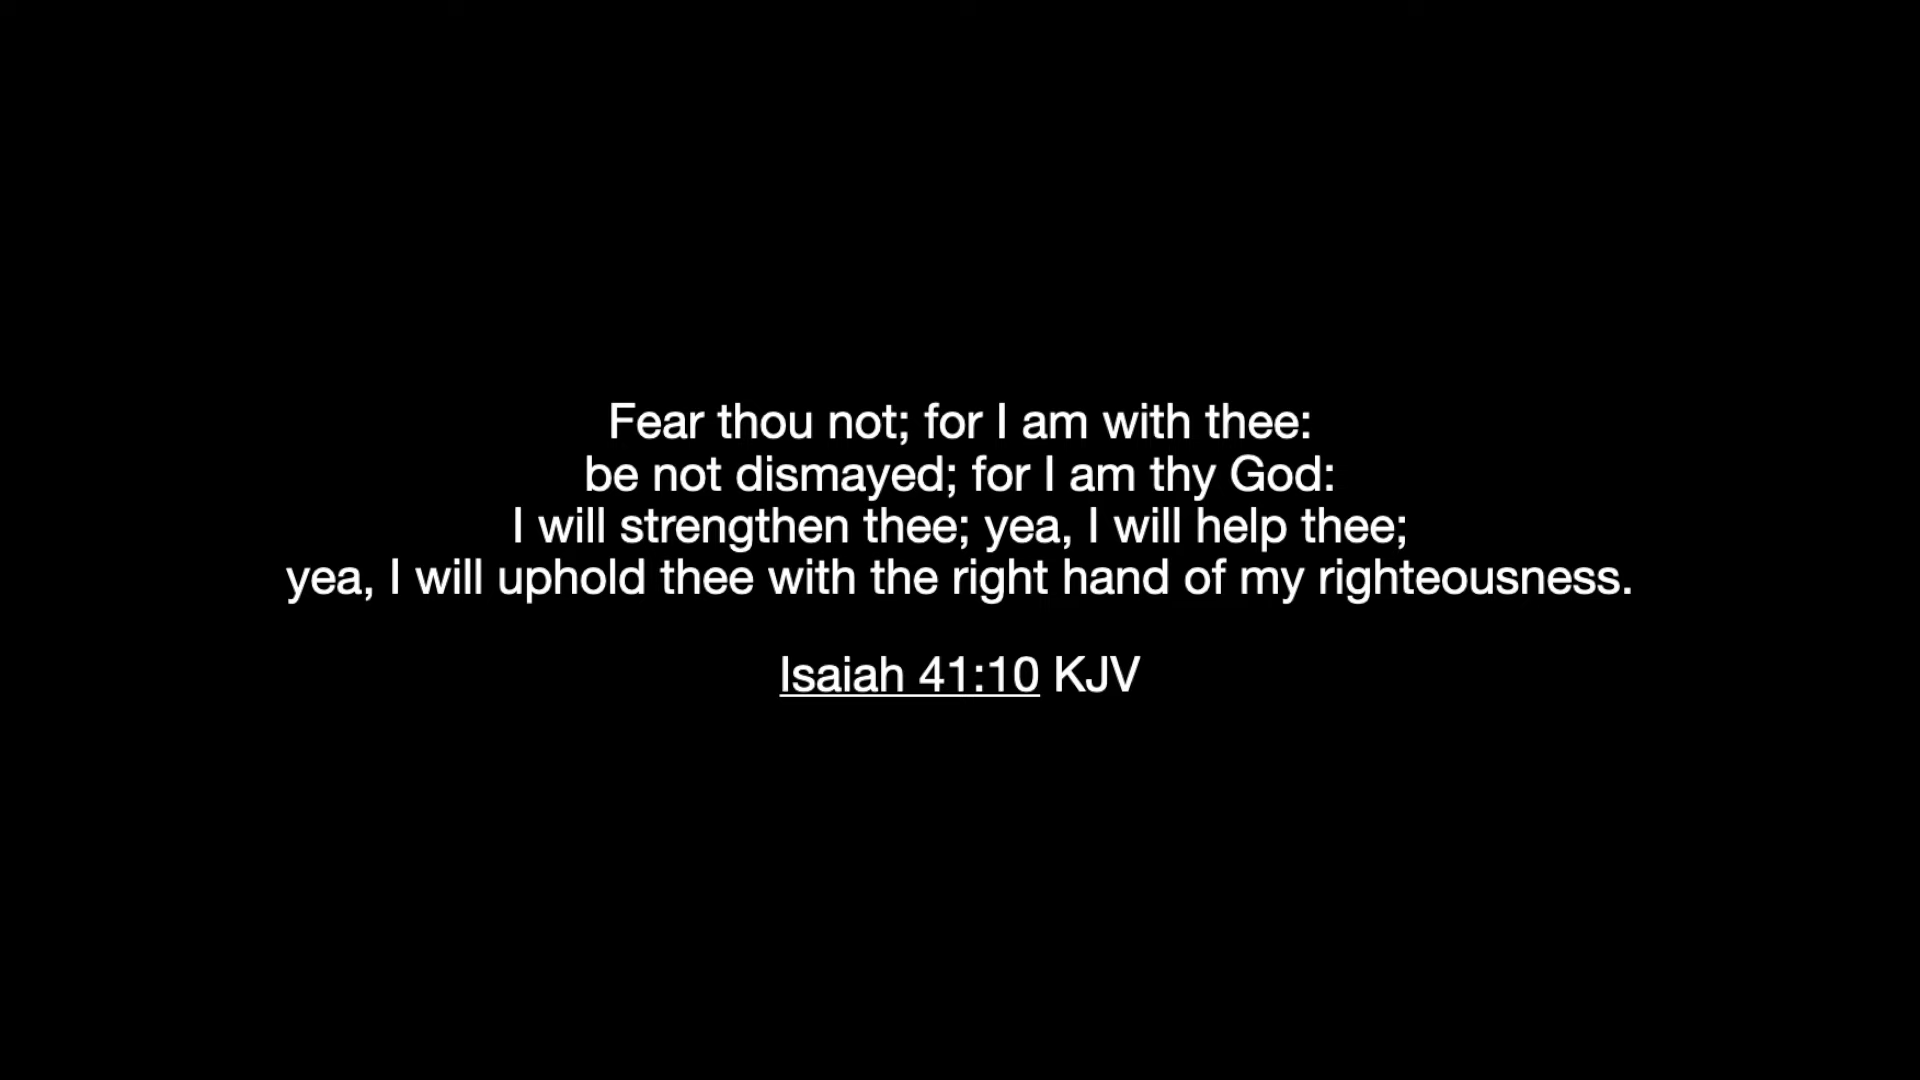 Fear thou not; for I am with thee:
be not dismayed; for I am thy God:
I will strengthen thee; yea, I will help thee;
yea, I will uphold thee with the right hand of my righteousness.
Isaiah 41:10 KJV